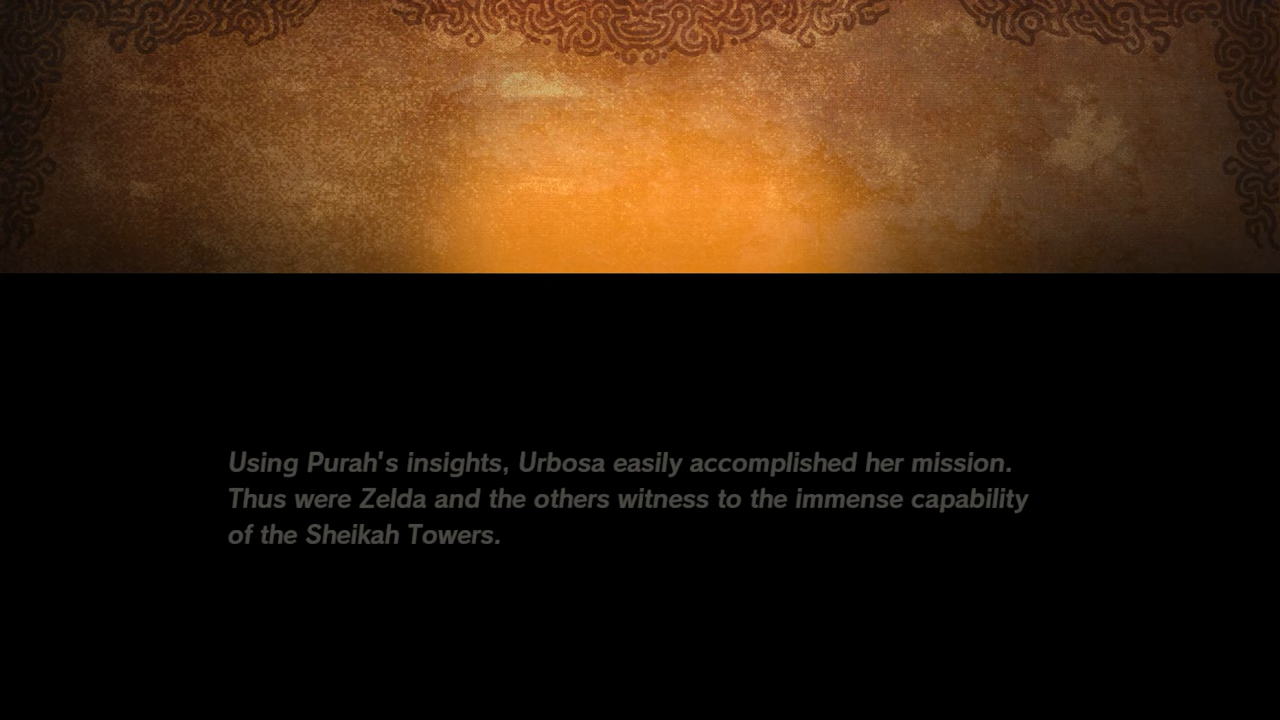 Using Purah's insights, Urbosa easily accomplished her mission.
Thus were Zelda and the others witness to the immense capability
of the Sheikah Towers.